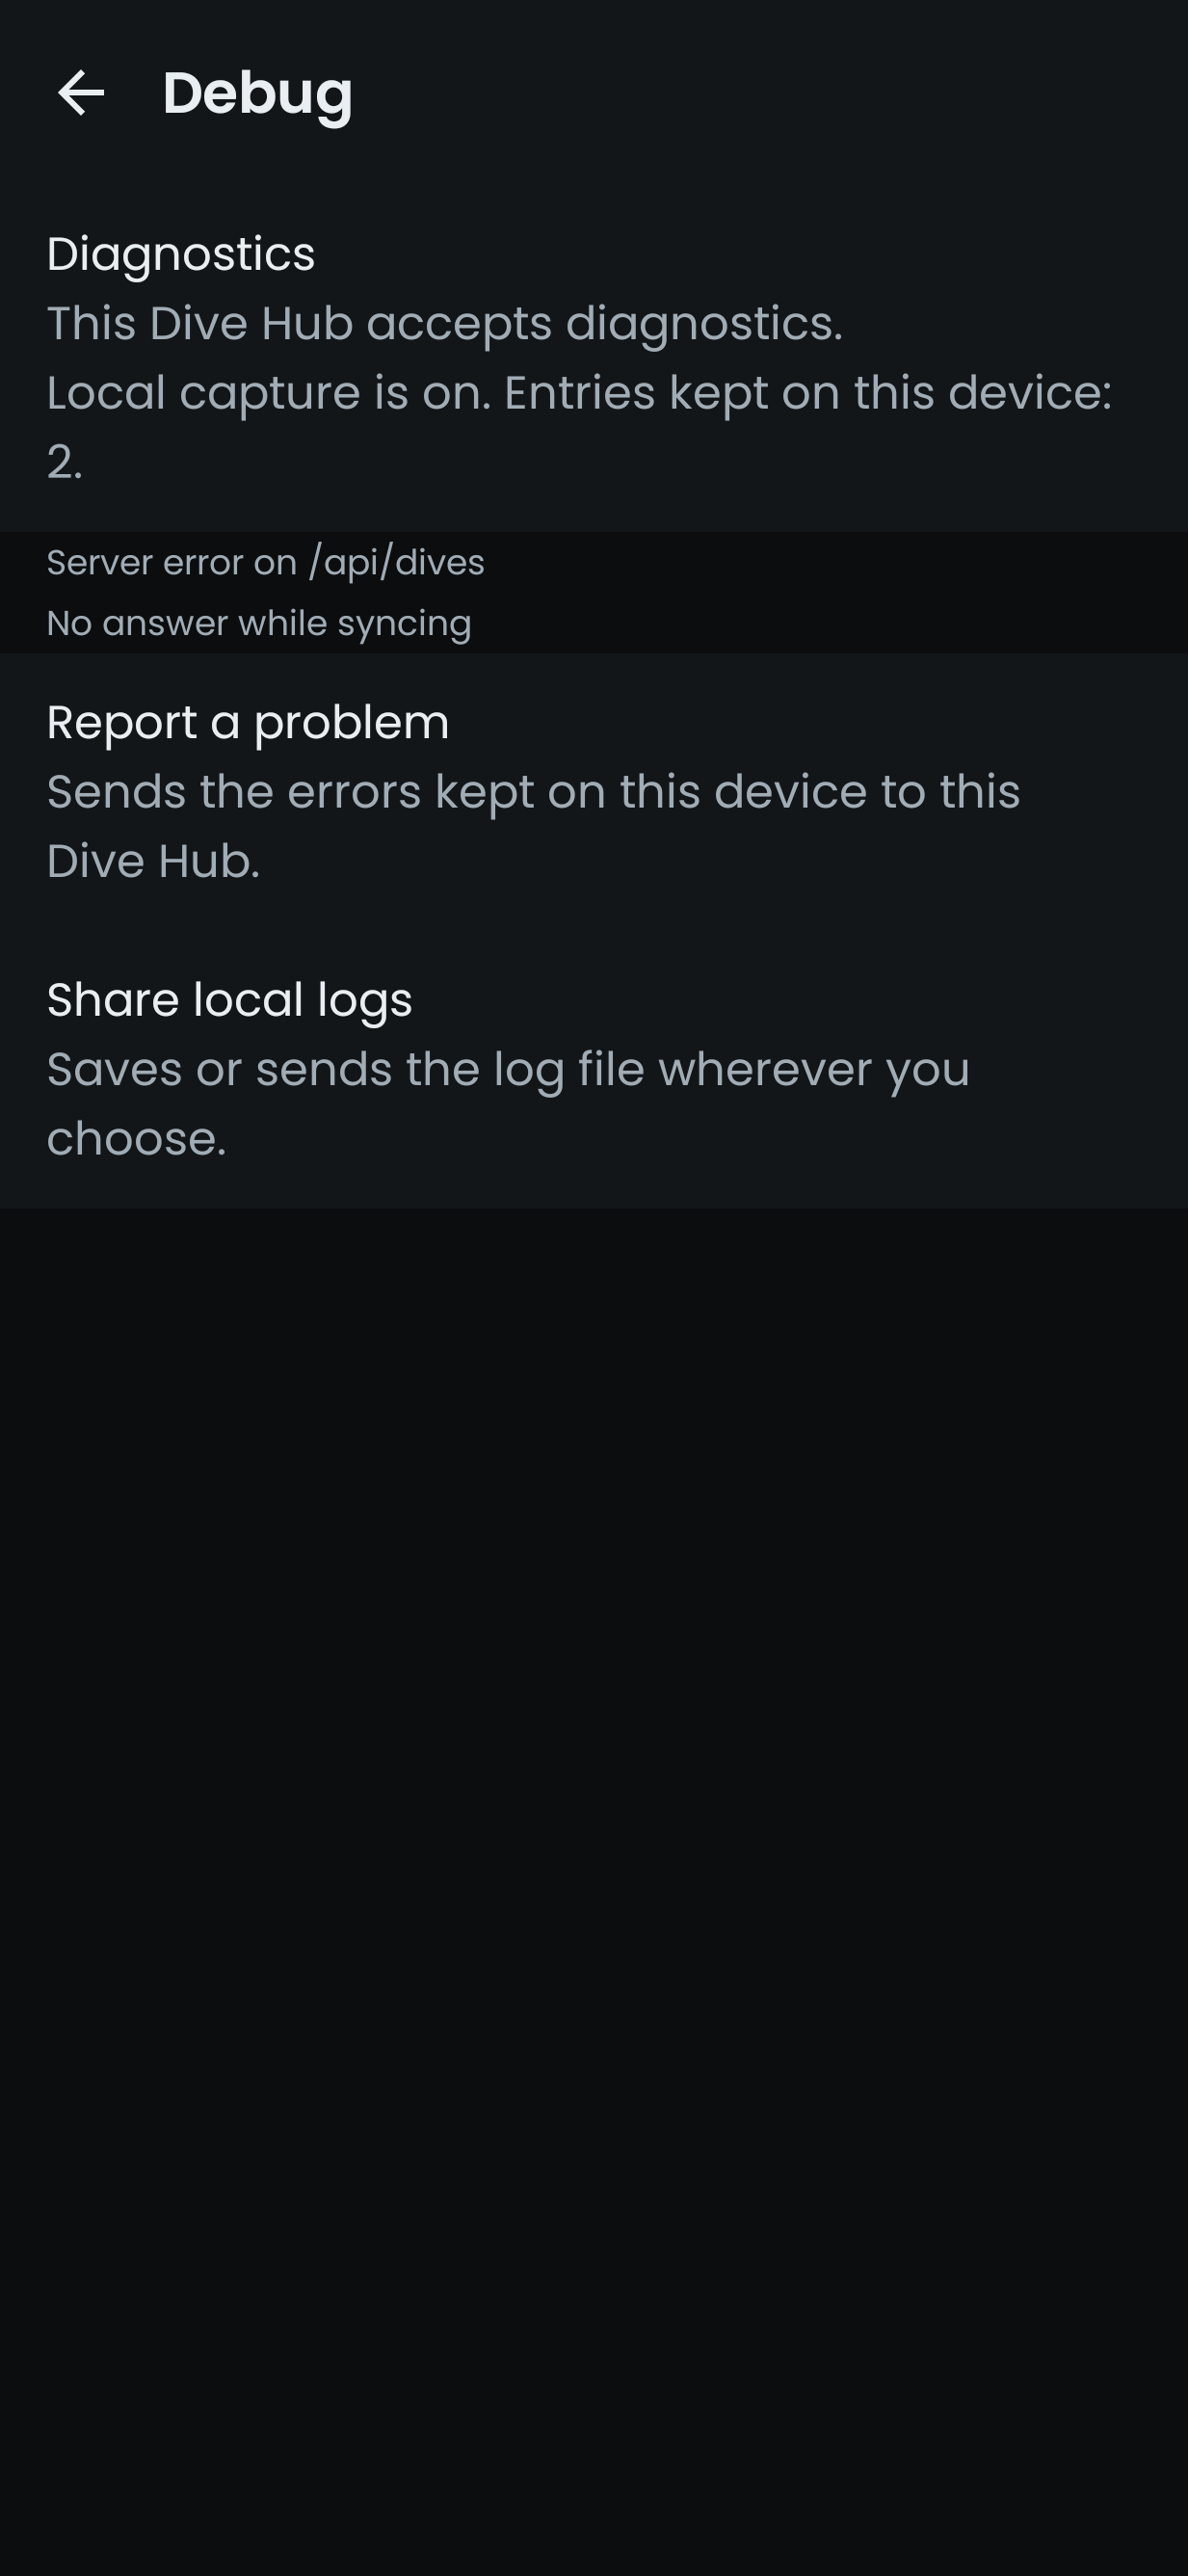 Debug
Diagnostics
This Dive Hub accepts diagnostics.
Local capture is on. Entries kept on this device:
2.
Server error on /api/dives
No answer while syncing
Report a problem
Sends the errors kept on this device to this
Dive Hub.
Share local logs
Saves or sends the log file wherever you
choose.